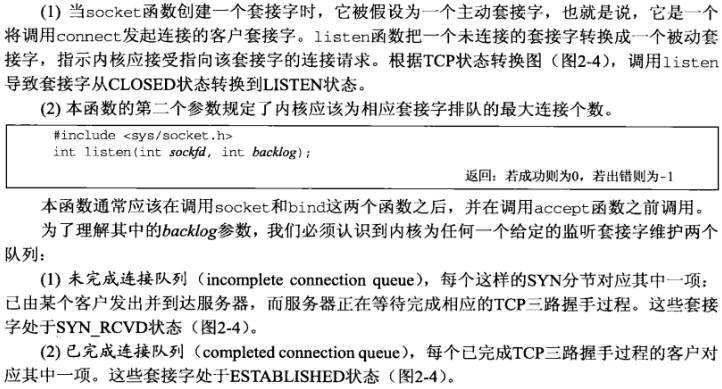 (1) 当socket函数创建一个套接字时，它被假设为一个主动套接字，也就是说，它是一个
将调用connect发起连接的客户套接字。listen函数把一个未连接的套接字转换成一个被动套
接字，指示内核应接受指向该套接字的连接请求。根据TCP状态转换图（图2-4），调用listen
导致套接字从CLOSED状态转换到LISTEN状态。
(2) 本函数的第二个参数规定了内核应该为相应套接字排队的最大连接个数。
#include <sys/socket.h>
int listen(int sockfd, int backlog);
返回：若成功则为0，若出错则为-1
本函数通常应该在调用socket和bind这两个函数之后，并在调用accept函数之前调用。
为了理解其中的backlog参数，我们必须认识到内核为任何一个给定的监听套接字维护两个
队列：
(1) 未完成连接队列（incomplete connection queue），每个这样的SYN分节对应其中一项：
已由某个客户发出并到达服务器，而服务器正在等待完成相应的TCP三路握手过程。这些套接
字处于SYN_RCVD状态（图2-4）。
(2) 已完成连接队列（completed connection queue），每个已完成TCP三路握手过程的客户对
应其中一项。这些套接字处于ESTABLISHED状态（图2-4）。